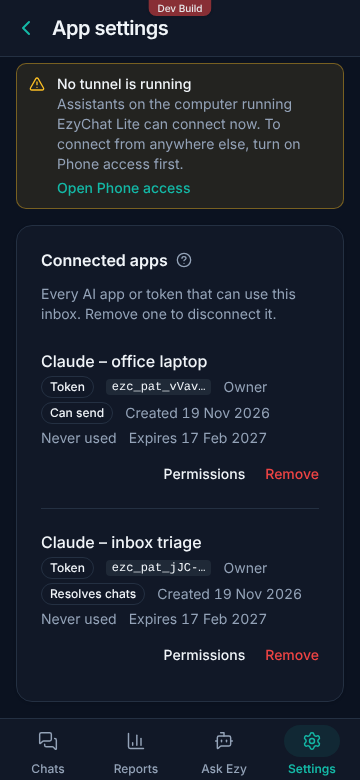 Dev Build
App settings
No tunnel is running
Assistants on the computer running
EzyChat Lite can connect now. To
connect from anywhere else, turn on
Phone access first.
Open Phone access
Connected apps
Every AI app or token that can use this
inbox. Remove one to disconnect it.
Claude – office laptop
Token ezc_pat_vVav… Owner
Can send Created 19 Nov 2026
Never used Expires 17 Feb 2027
Permissions Remove
Claude – inbox triage
Token ezc_pat_jJC-… Owner
Resolves chats Created 19 Nov 2026
Never used Expires 17 Feb 2027
Permissions Remove
Chats Reports Ask Ezy Settings